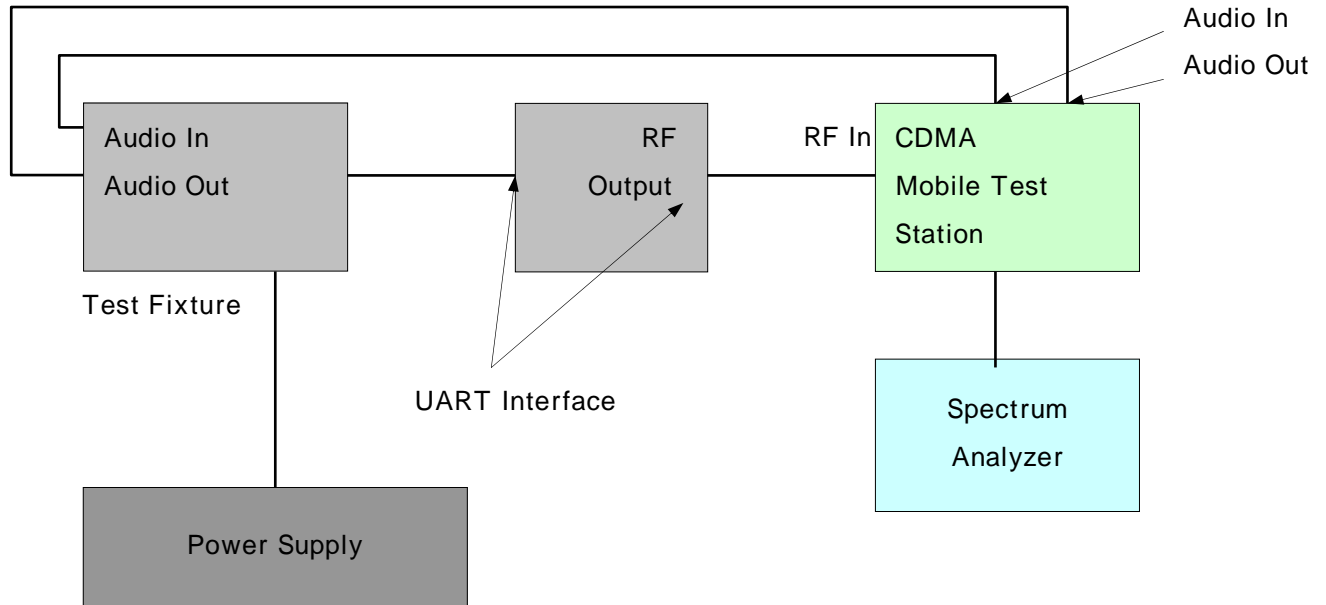 Audio In
Audio Out
Audio In
Audio Out
RF
Output
RF In
CDMA
Mobile Test
Station
Test Fixture
UART Interface
Spectrum
Analyzer
Power Supply